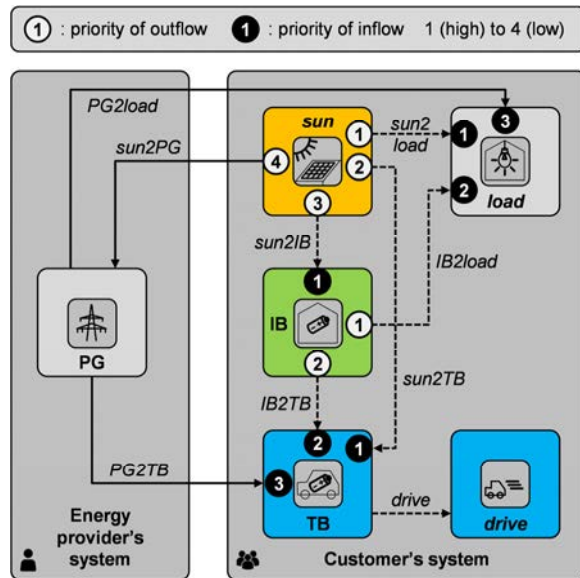 1 : priority of outflow 1 : priority of inflow 1 (high) to 4 (low)
PG2load
sun
3
1
sun2
load
1
sun2PG
4
2
2
load
3
sun2IB
IB2load
1
IB
1
PG
2
sun2TB
IB2TB
2
1
PG2TB
3
drive
TB
drive
Energy
provider's
system
Customer's system